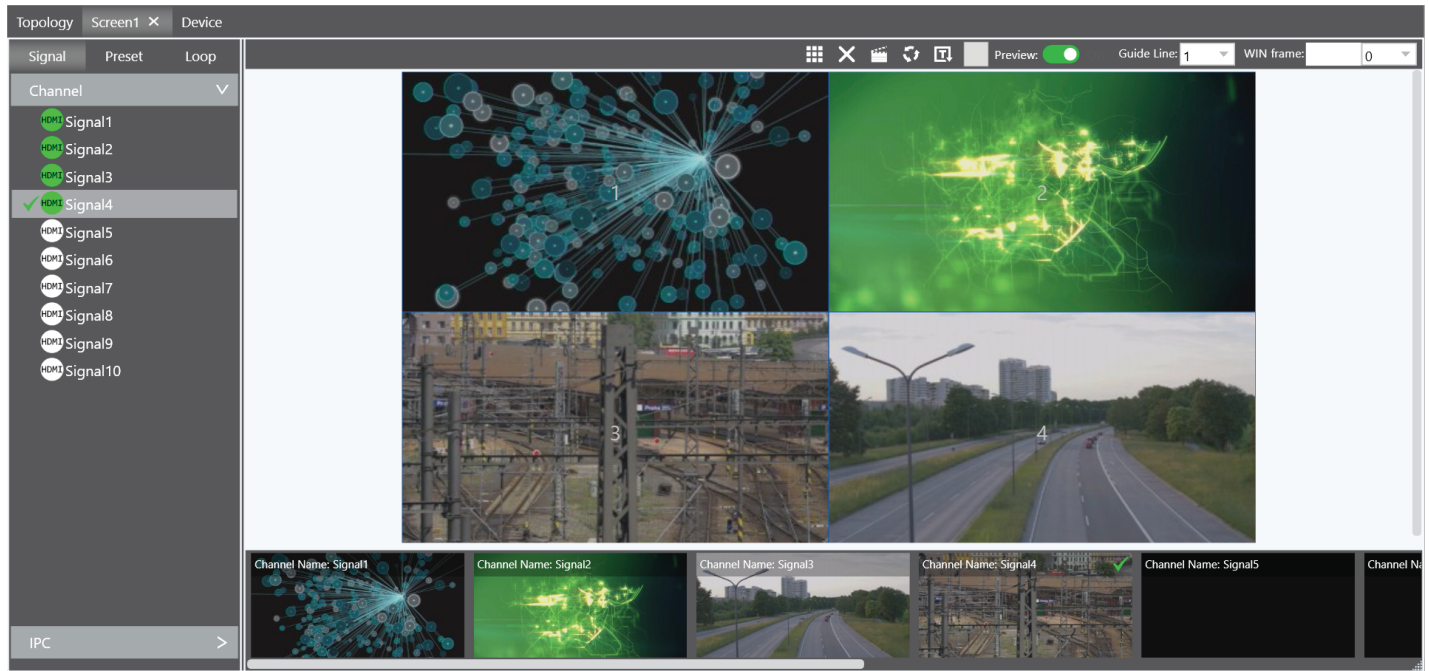 Topology Screen1 Device
Signal Preset Loop
Preview: Guide Line: 1 WIN frame: 0
Channel
HDMI Signal1
HDMI Signal2
HDMI Signal3
HDMI Signal4
HDMI Signal5
HDMI Signal6
HDMI Signal7
HDMI Signal8
HDMI Signal9
HDMI Signal10
IPC
1
2
3
4
Channel Name: Signal1
Channel Name: Signal2
Channel Name: Signal3
Channel Name: Signal4
Channel Name: Signal5
Channel Na